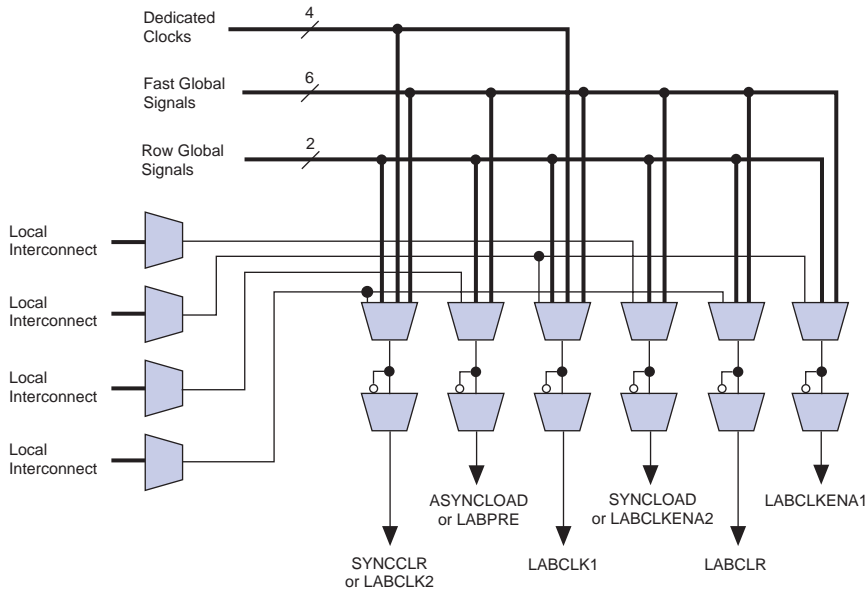 Dedicated
Clocks
4
Fast Global
Signals
6
Row Global
Signals
2
Local
Interconnect
Local
Interconnect
Local
Interconnect
Local
Interconnect
ASYNCLOAD
or LABPRE
SYNCLOAD
or LABCLKENA2
LABCLKENA1
SYNCCLR
or LABCLK2
LABCLK1
LABCLR